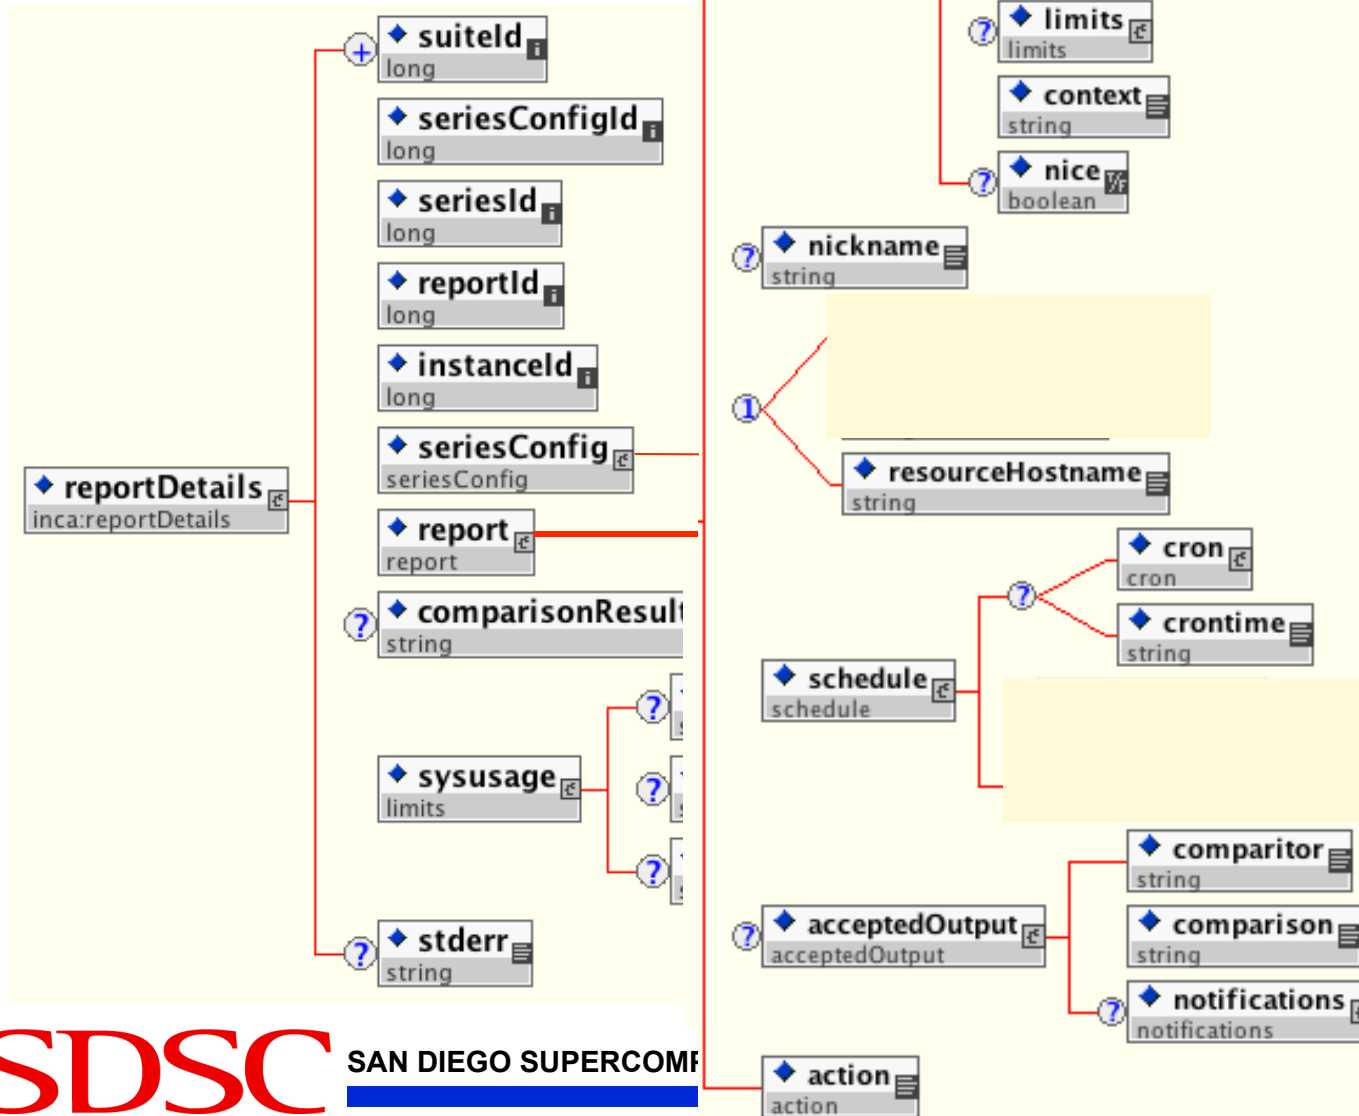 suiteId
long
seriesConfigId
long
seriesId
long
reportId
long
instanceId
long
seriesConfig
seriesConfig
reportDetails
inca:reportDetails
report
report
comparisonResult
string
sysusage
limits
stderr
string
SDSC
SAN DIEGO SUPERCOMP
limits
limits
context
string
nice
boolean
nickname
string
1
resourceHostname
string
cron
cron
crontime
string
schedule
schedule
comparitor
string
acceptedOutput
acceptedOutput
comparison
string
notifications
notifications
action
action